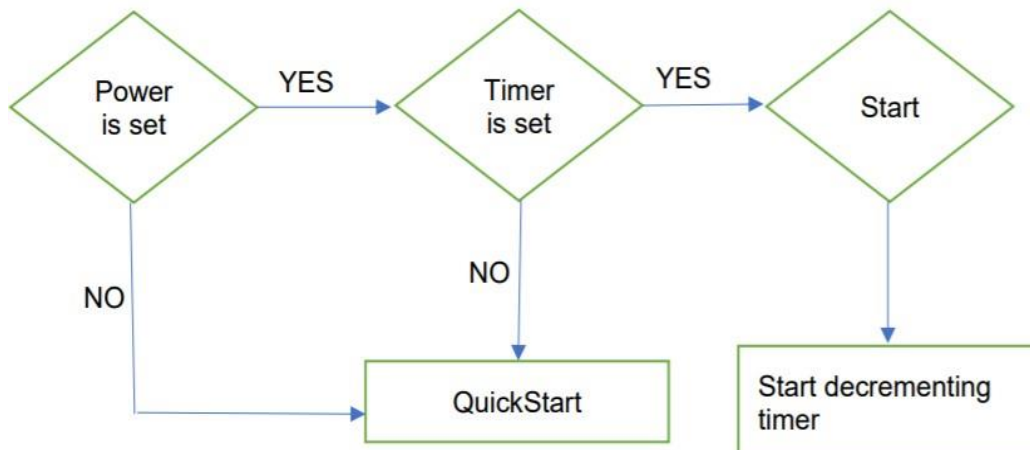 Power
is set
YES
Timer
is set
YES
Start
NO
NO
QuickStart
Start decrementing
timer